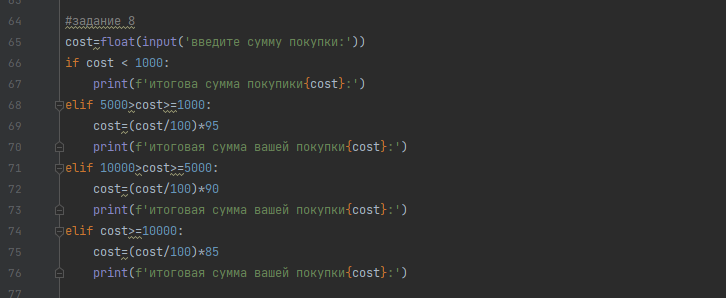 64 #задание 8
65 cost=float(input('введите сумму покупки:'))
66 if cost < 1000:
67 print(f'итогова сумма покупики{cost}:')
68 elif 5000>cost>=1000:
69 cost=(cost/100)*95
70 print(f'итоговая сумма вашей покупки{cost}:')
71 elif 10000>cost>=5000:
72 cost=(cost/100)*90
73 print(f'итоговая сумма вашей покупки{cost}:')
74 elif cost>=10000:
75 cost=(cost/100)*85
76 print(f'итоговая сумма вашей покупки{cost}:')
77